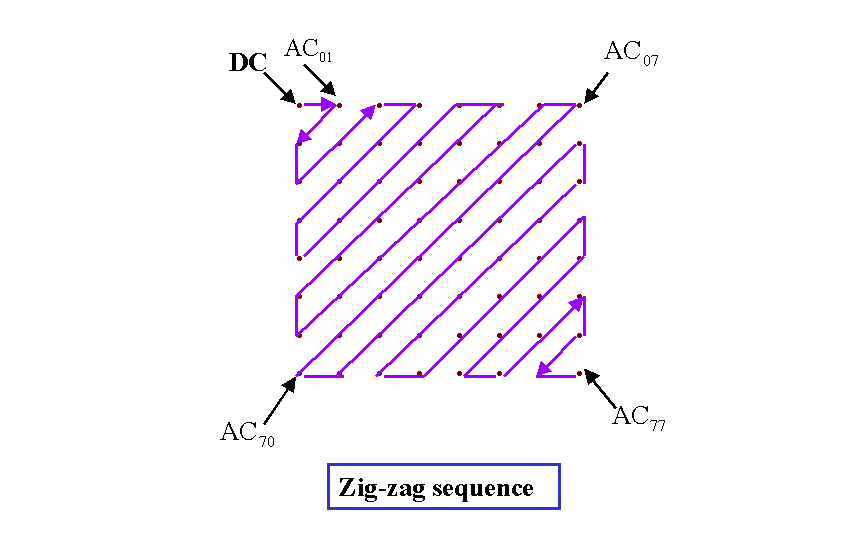 DC
AC01
AC07
AC70
AC77
Zig-zag sequence